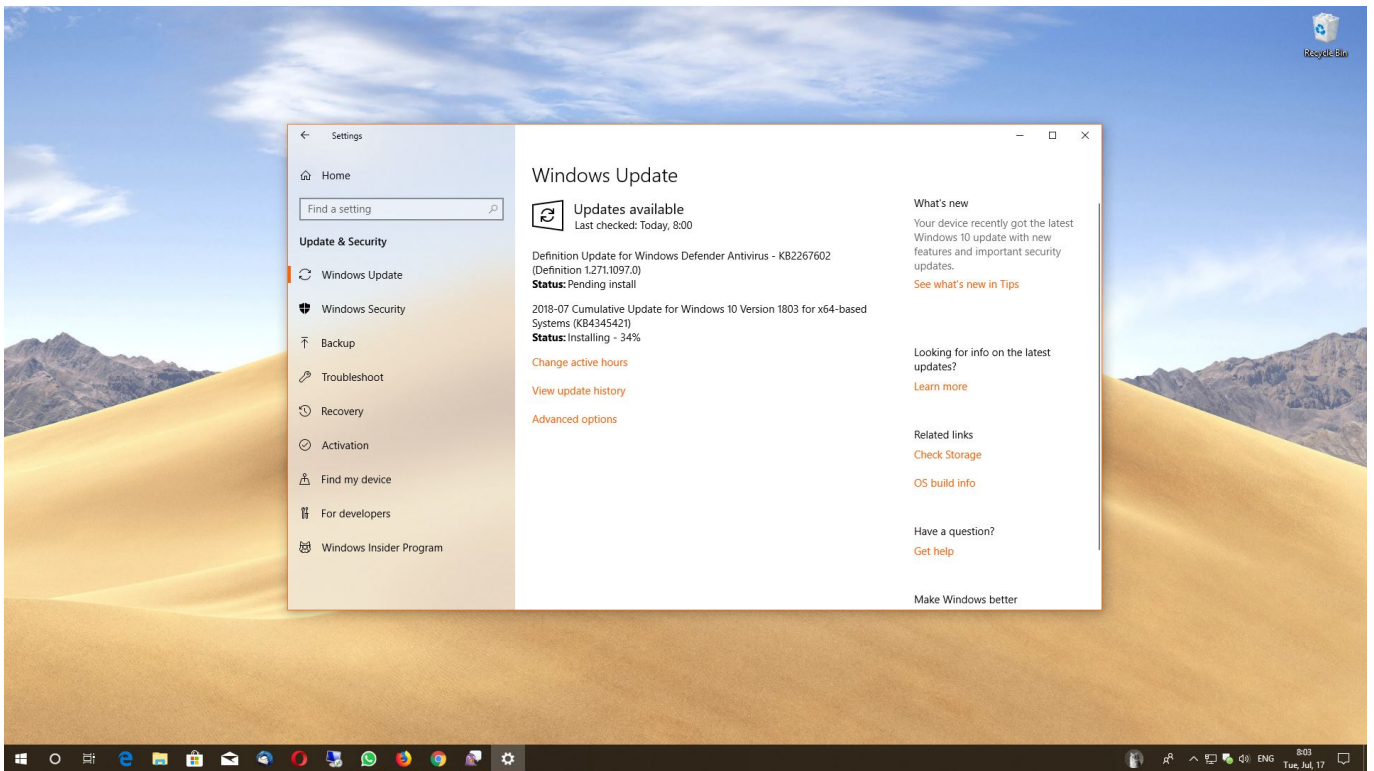 Recycle Bin
Settings
Home
Find a setting
Update & Security
Windows Update
Windows Security
Backup
Troubleshoot
Recovery
Activation
Find my device
For developers
Windows Insider Program
Windows Update
Updates available
Last checked: Today, 8:00
Definition Update for Windows Defender Antivirus - KB2267602
(Definition 1.271.1097.0)
Status: Pending install
2018-07 Cumulative Update for Windows 10 Version 1803 for x64-based
Systems (KB4345421)
Status: Installing - 34%
Change active hours
View update history
Advanced options
What's new
Your device recently got the latest
Windows 10 update with new
features and important security
updates.
See what's new in Tips
Looking for info on the latest
updates?
Learn more
Related links
Check Storage
OS build info
Have a question?
Get help
Make Windows better
ENG
8:03
Tue, Jul, 17